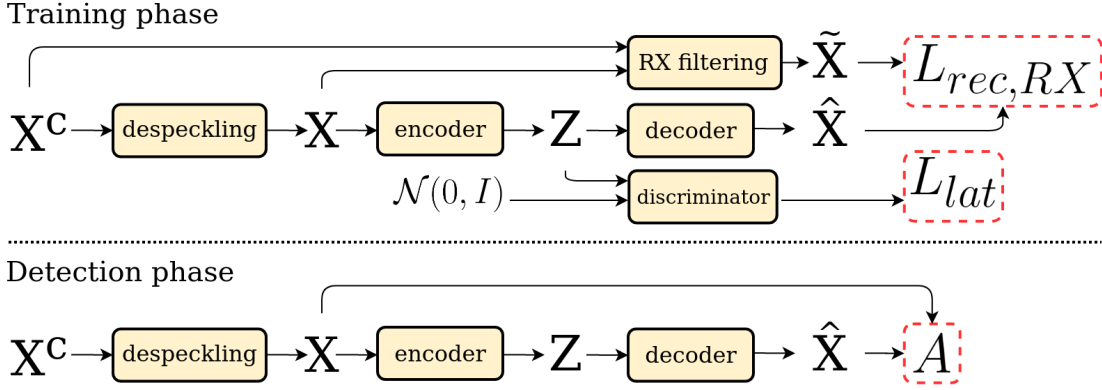 Training phase
RX filtering X̃ L_{rec,RX}
X^C despeckling X encoder Z decoder X̂
𝒩(0, I) discriminator L_{lat}
Detection phase
X^C despeckling X encoder Z decoder X̂ A